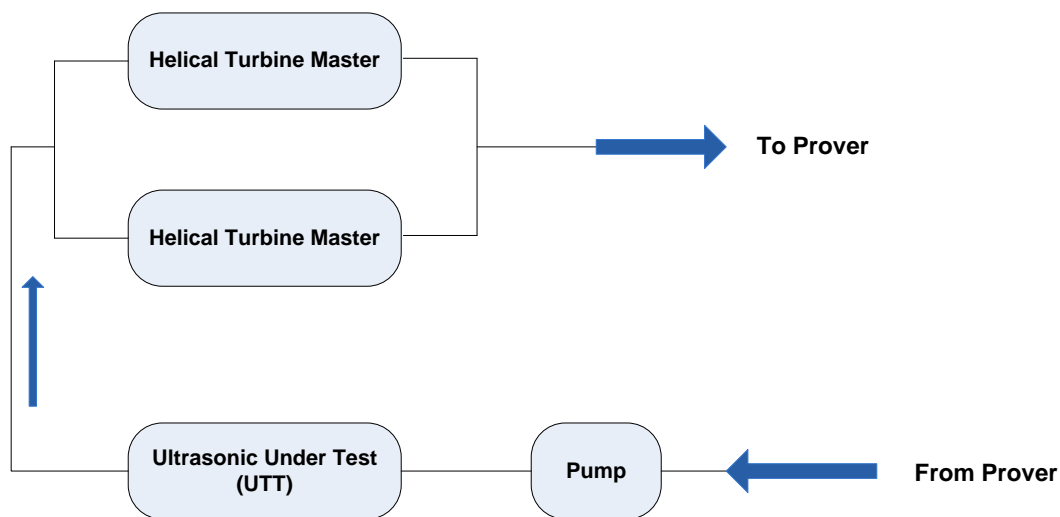 Helical Turbine Master
To Prover
Helical Turbine Master
Ultrasonic Under Test
(UTT)
Pump
From Prover